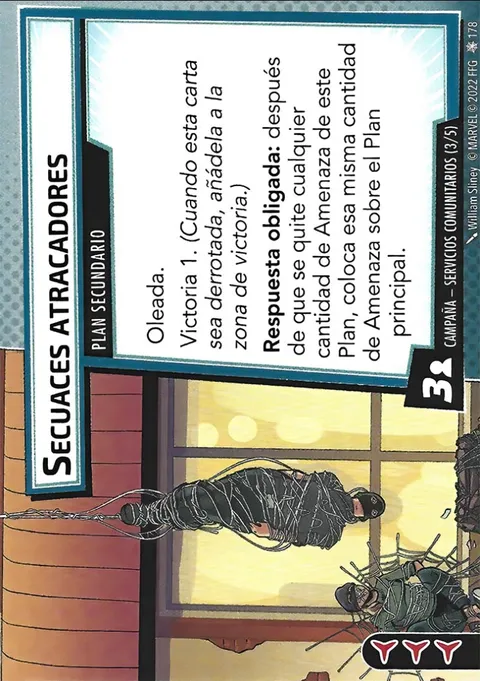 SECUACES ATRACADORES
PLAN SECUNDARIO
Oleada.
Victoria 1. (Cuando esta carta
sea derrotada, añádela a la
zona de victoria.)
Respuesta obligada: después
de que se quite cualquier
cantidad de Amenaza de este
Plan, coloca esa misma cantidad
de Amenaza sobre el Plan
principal.
3
CAMPAÑA – SERVICIOS COMUNITARIOS (3/5)
William Sliney © MARVEL © 2022 FFG 178